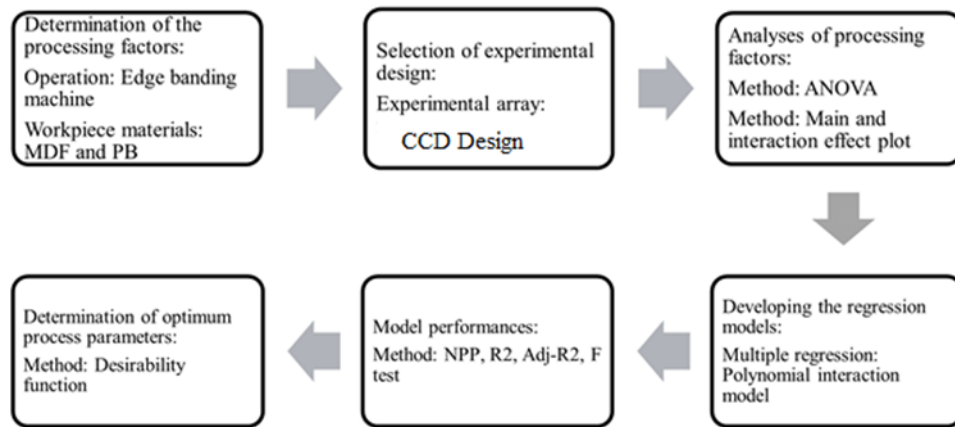 Determination of the
processing factors:
Operation: Edge banding
machine
Workpiece materials:
MDF and PB
Selection of experimental
design:
Experimental array:
CCD Design
Analyses of processing
factors:
Method: ANOVA
Method: Main and
interaction effect plot
Developing the regression
models:
Multiple regression:
Polynomial interaction
model
Model performances:
Method: NPP, R2, Adj-R2, F
test
Determination of optimum
process parameters:
Method: Desirability
function